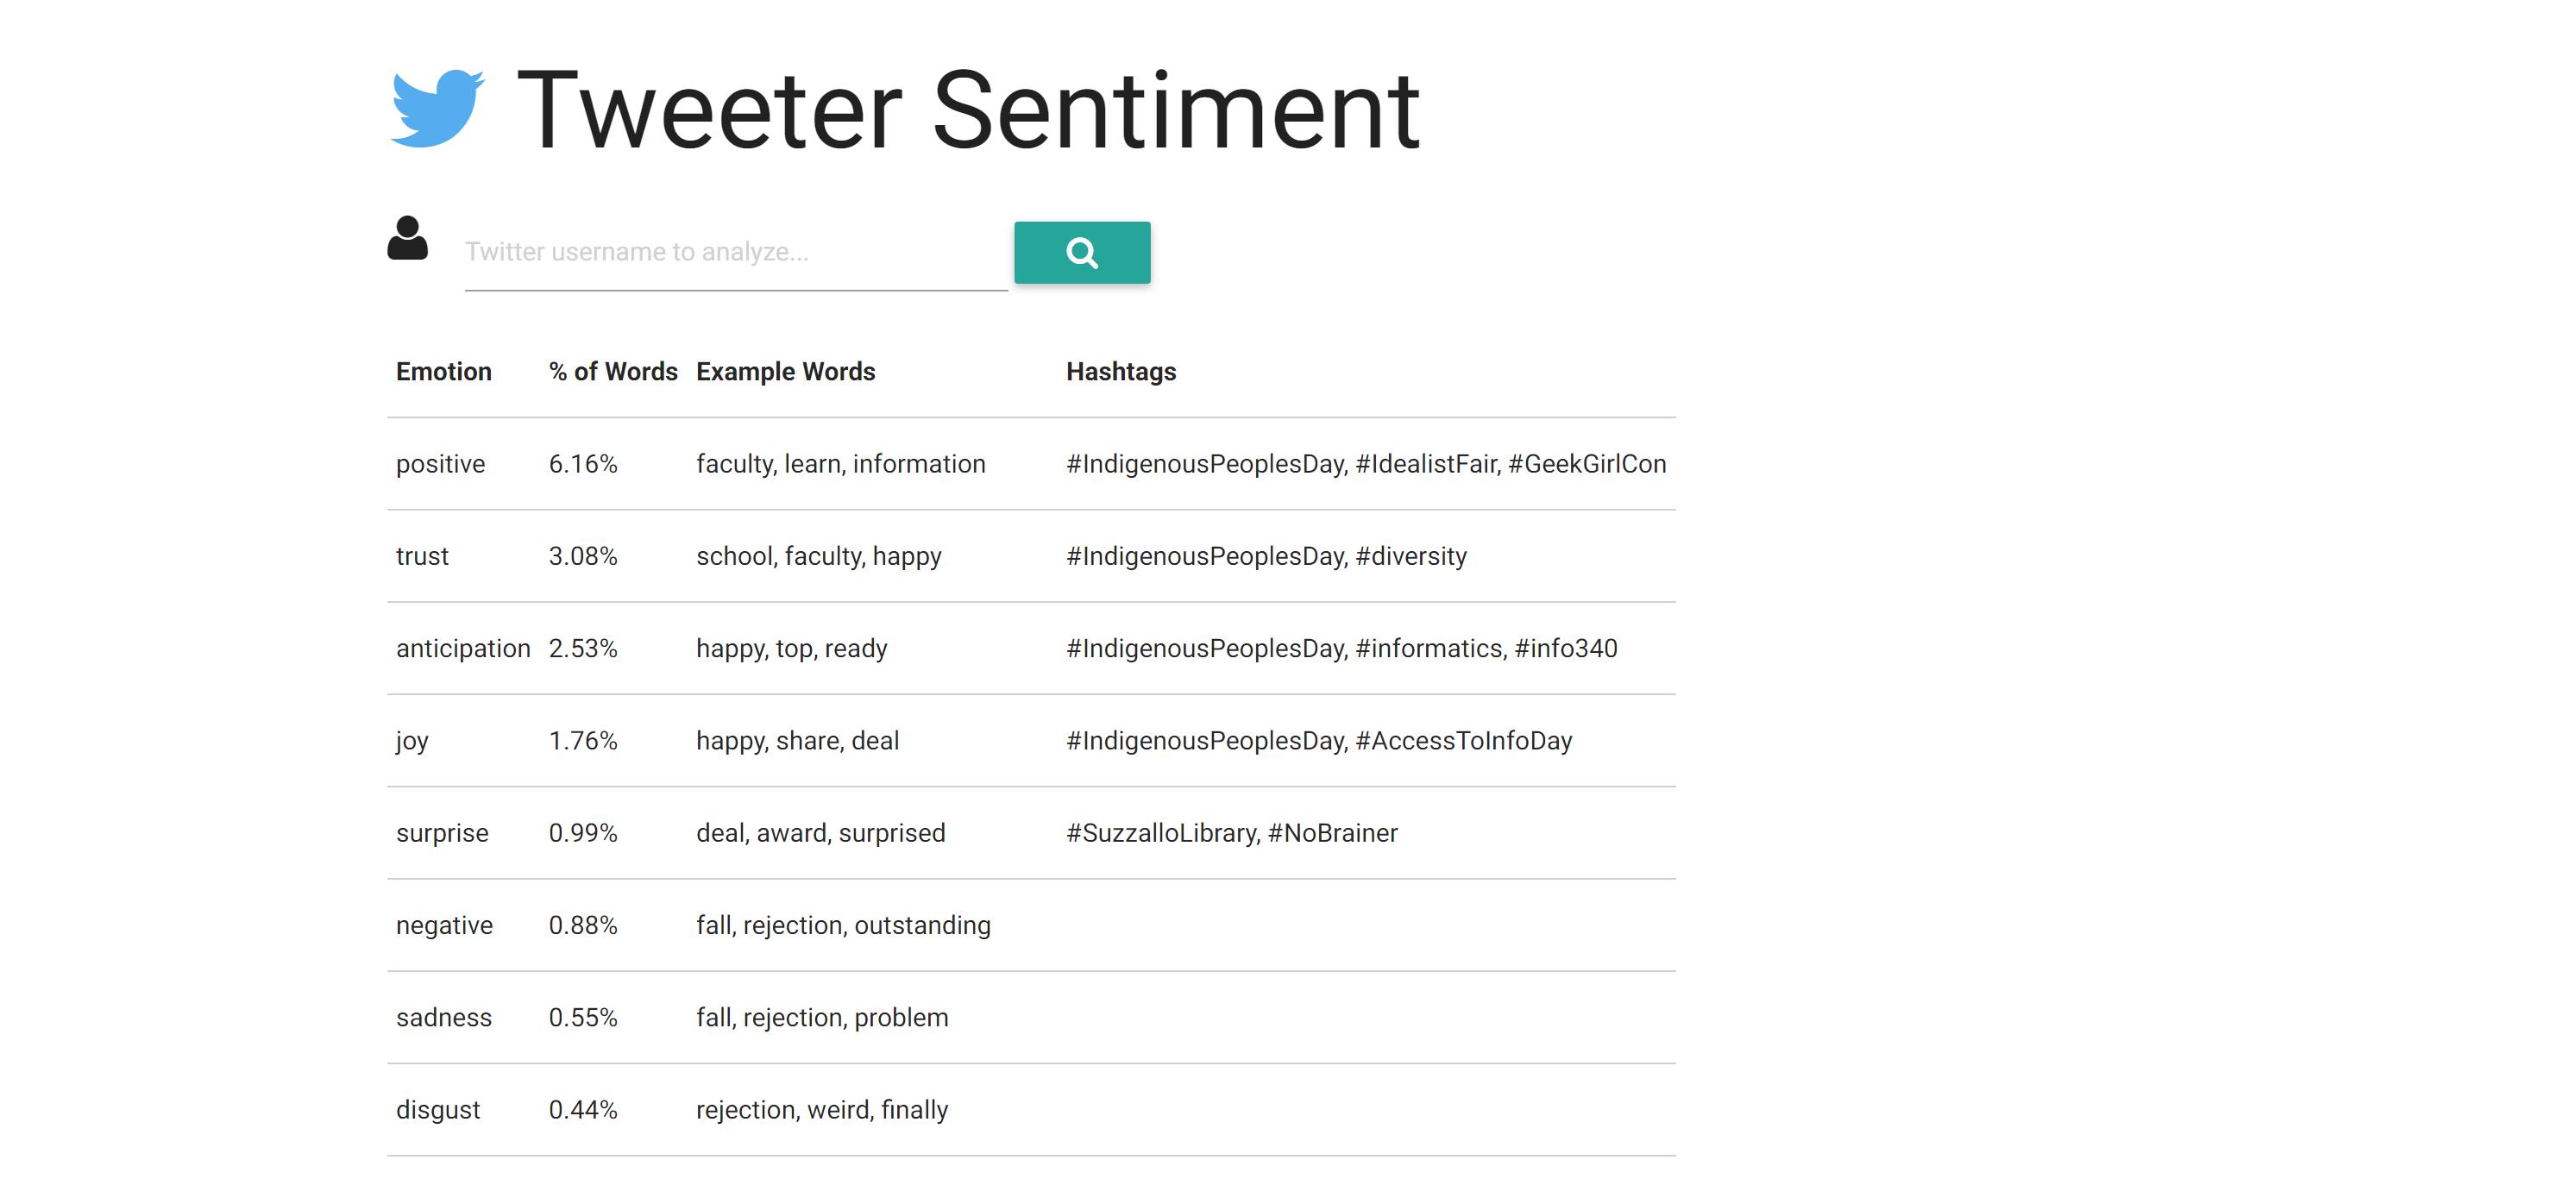 Tweeter Sentiment
Twitter username to analyze...
Emotion % of Words Example Words Hashtags
positive 6.16% faculty, learn, information #IndigenousPeoplesDay, #IdealistFair, #GeekGirlCon
trust 3.08% school, faculty, happy #IndigenousPeoplesDay, #diversity
anticipation 2.53% happy, top, ready #IndigenousPeoplesDay, #informatics, #info340
joy 1.76% happy, share, deal #IndigenousPeoplesDay, #AccessToInfoDay
surprise 0.99% deal, award, surprised #SuzzalloLibrary, #NoBrainer
negative 0.88% fall, rejection, outstanding
sadness 0.55% fall, rejection, problem
disgust 0.44% rejection, weird, finally